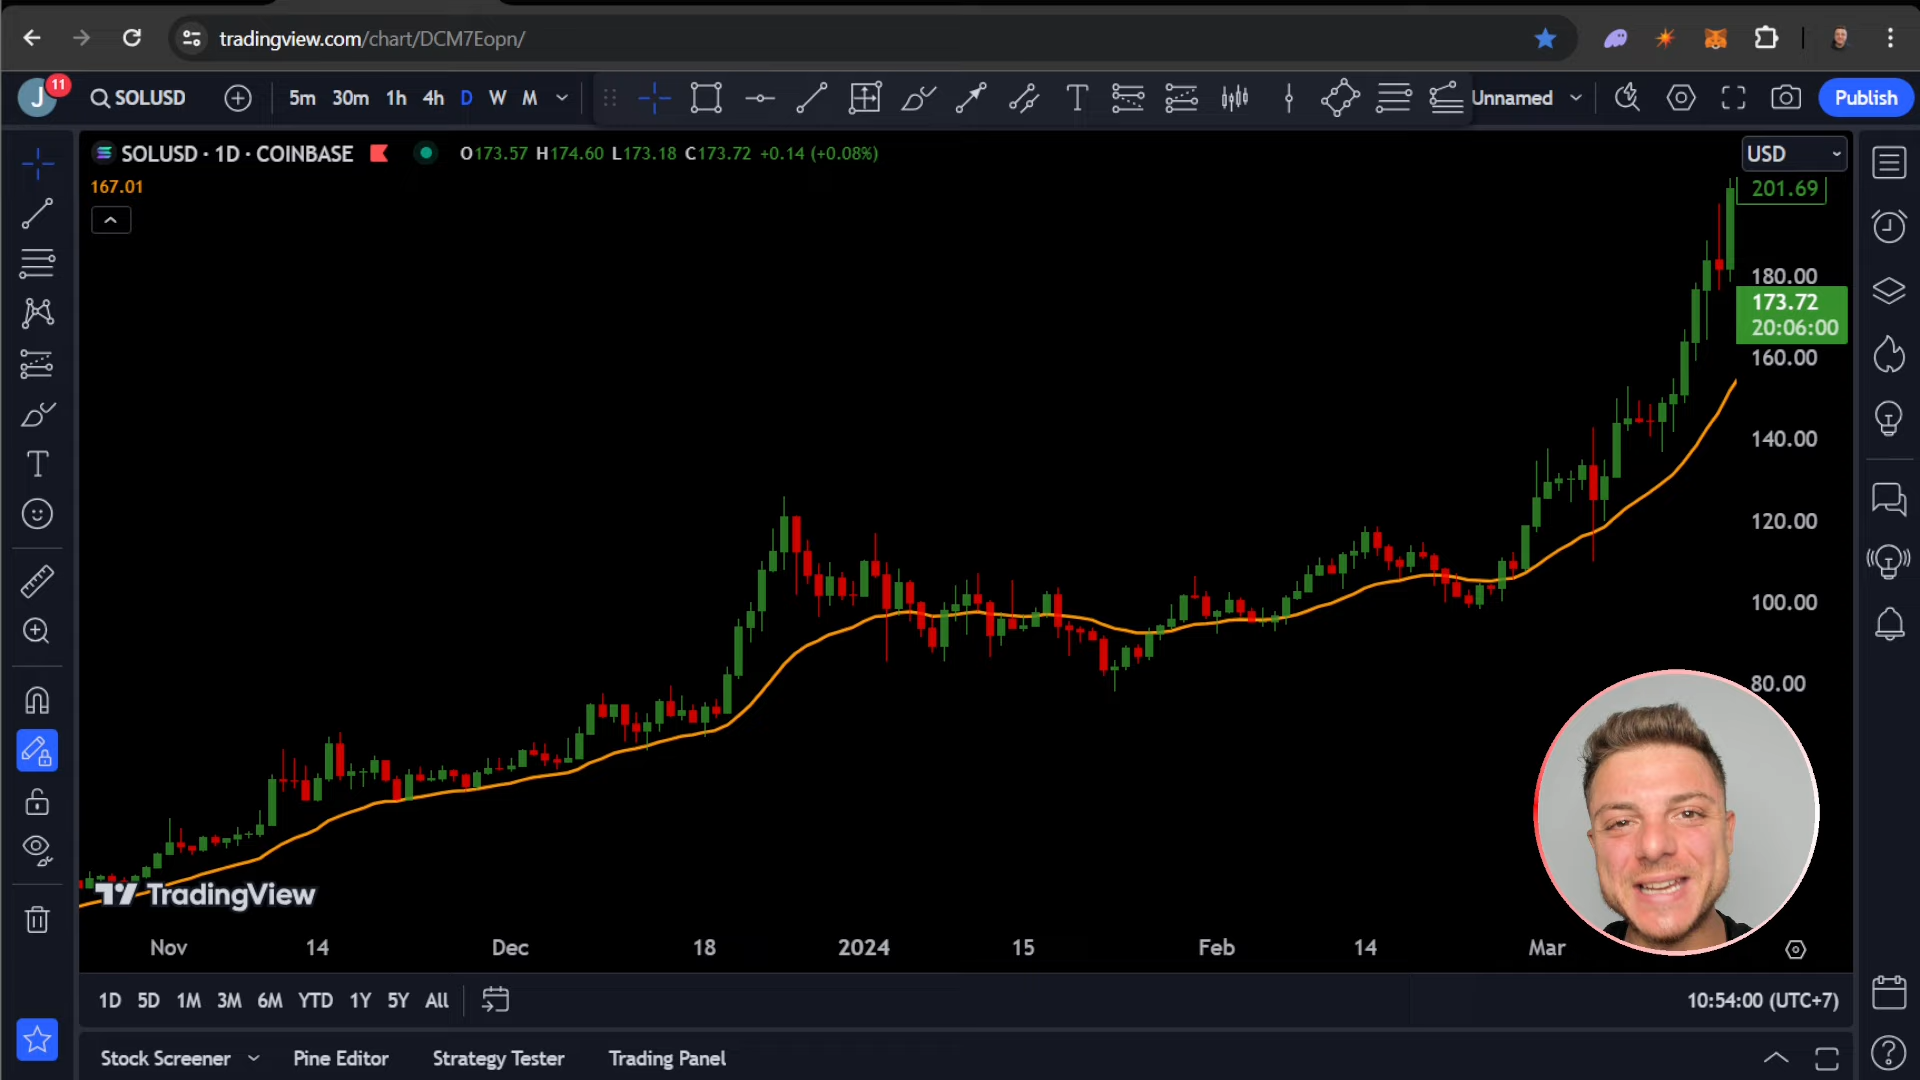 tradingview.com/chart/DCM7Eopn/
J 11 SOLUSD 5m 30m 1h 4h D W M T Unnamed Publish
SOLUSD · 1D · COINBASE O173.57 H174.60 L173.18 C173.72 +0.14 (+0.08%) USD
167.01
201.69
180.00
173.72
20:06:00
160.00
140.00
120.00
100.00
80.00
TradingView
Nov 14 Dec 18 2024 15 Feb 14 Mar
1D 5D 1M 3M 6M YTD 1Y 5Y All 10:54:00 (UTC+7)
Stock Screener Pine Editor Strategy Tester Trading Panel